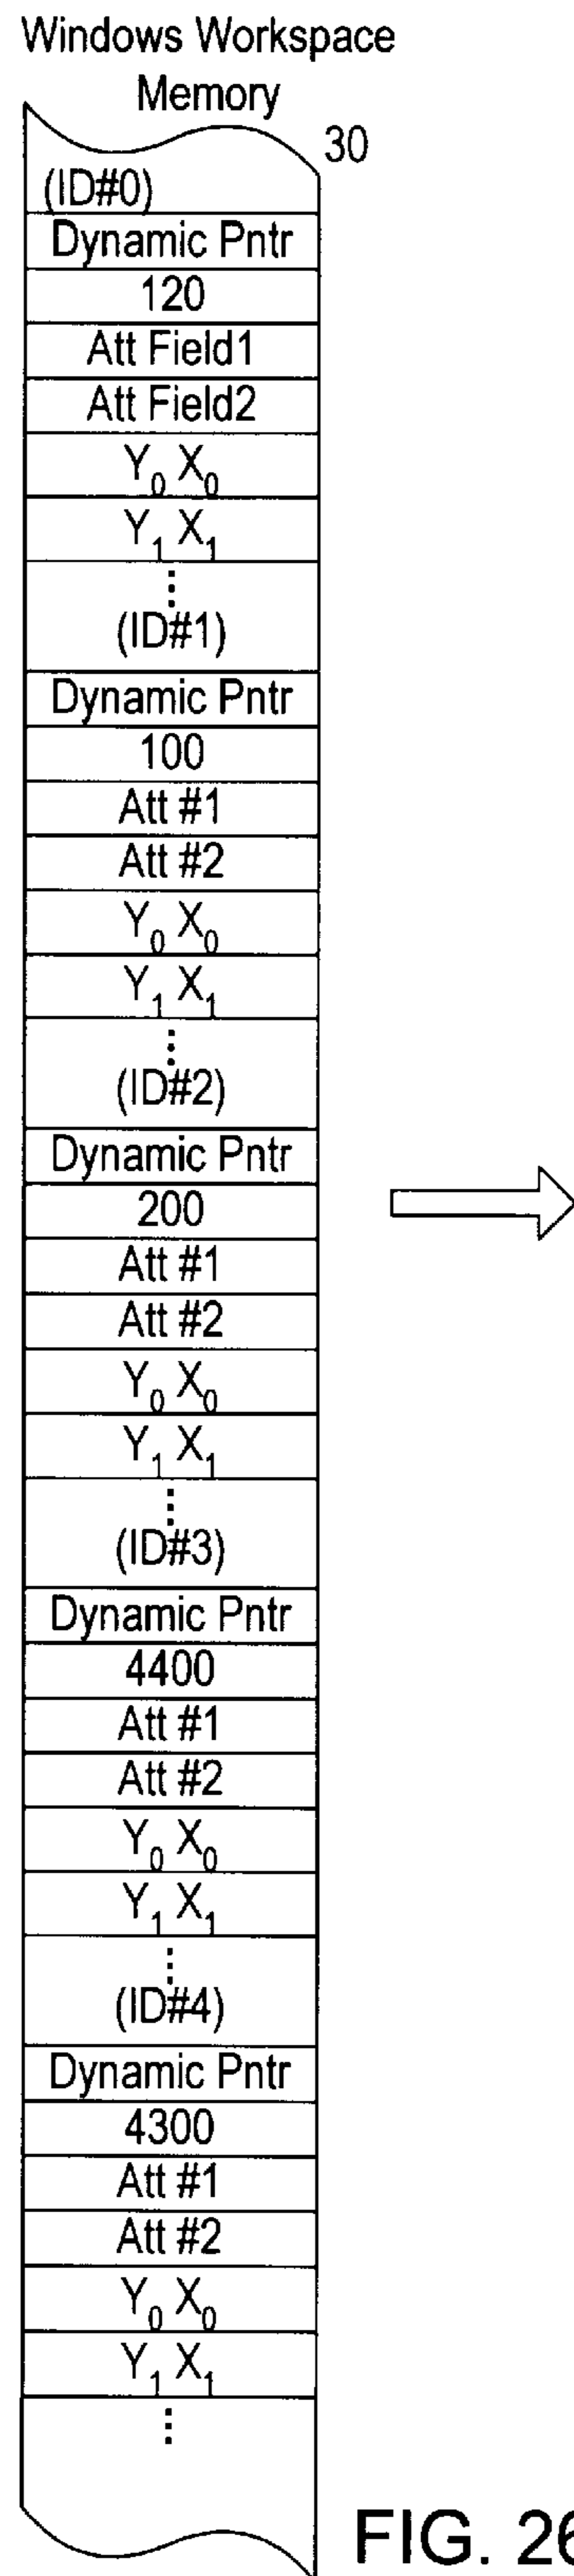 Windows Workspace
Memory
30
(ID#0)
Dynamic Pntr
120
Att Field1
Att Field2
Y₀ X₀
Y₁ X₁
⋮
(ID#1)
Dynamic Pntr
100
Att #1
Att #2
Y₀ X₀
Y₁ X₁
⋮
(ID#2)
Dynamic Pntr
200
Att #1
Att #2
Y₀ X₀
Y₁ X₁
⋮
(ID#3)
Dynamic Pntr
4400
Att #1
Att #2
Y₀ X₀
Y₁ X₁
⋮
(ID#4)
Dynamic Pntr
4300
Att #1
Att #2
Y₀ X₀
Y₁ X₁
⋮
FIG. 26